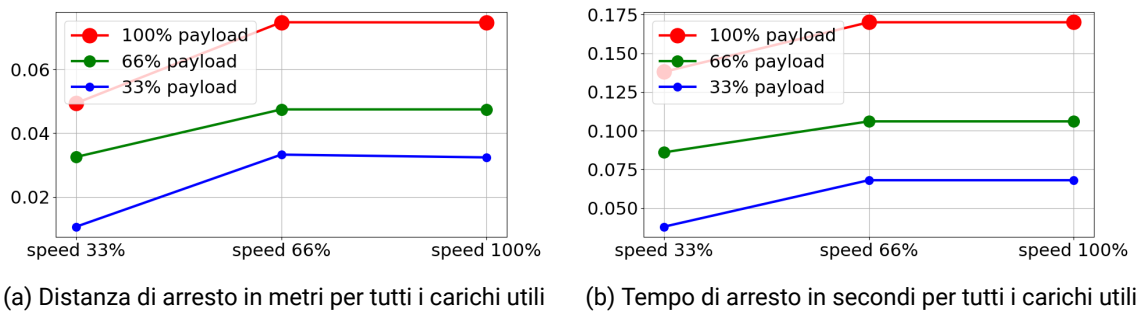 100% payload
66% payload
33% payload
0.06
0.04
0.02
speed 33% speed 66% speed 100%
(a) Distanza di arresto in metri per tutti i carichi utili
0.175
0.150
0.125
0.100
0.075
0.050
100% payload
66% payload
33% payload
speed 33% speed 66% speed 100%
(b) Tempo di arresto in secondi per tutti i carichi utili